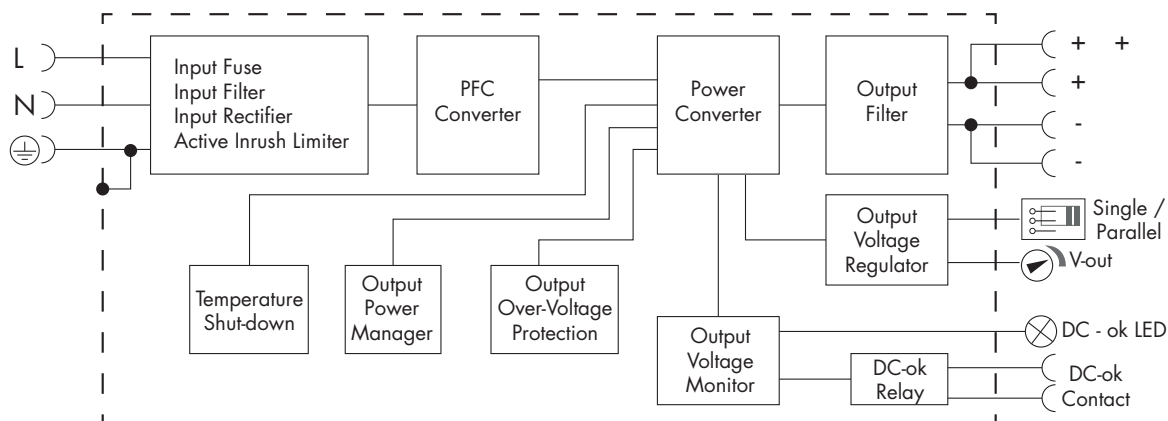 L
N
Input Fuse
Input Filter
Input Rectifier
Active Inrush Limiter
PFC
Converter
Power
Converter
Output
Filter
+ +
+
-
-
Output
Voltage
Regulator
Single /
Parallel
V-out
Temperature
Shut-down
Output
Power
Manager
Output
Over-Voltage
Protection
Output
Voltage
Monitor
DC-ok
Relay
DC - ok LED
DC-ok
Contact